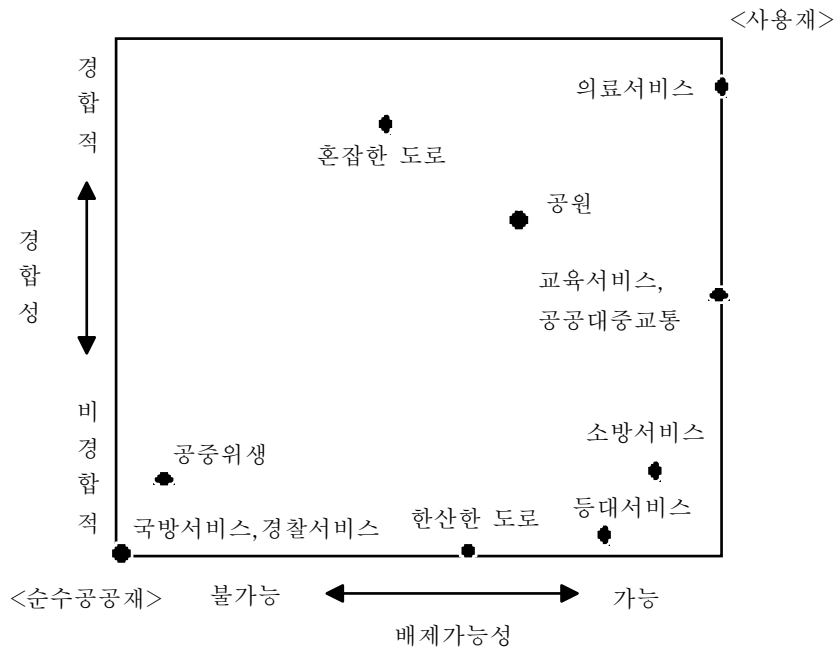 <사용재>
경합적
의료서비스
혼잡한 도로
공원
경합성
교육서비스,
공공대중교통
비경합적
소방서비스
공중위생
등대서비스
한산한 도로
국방서비스,경찰서비스
<순수공공재>
불가능
가능
배제가능성